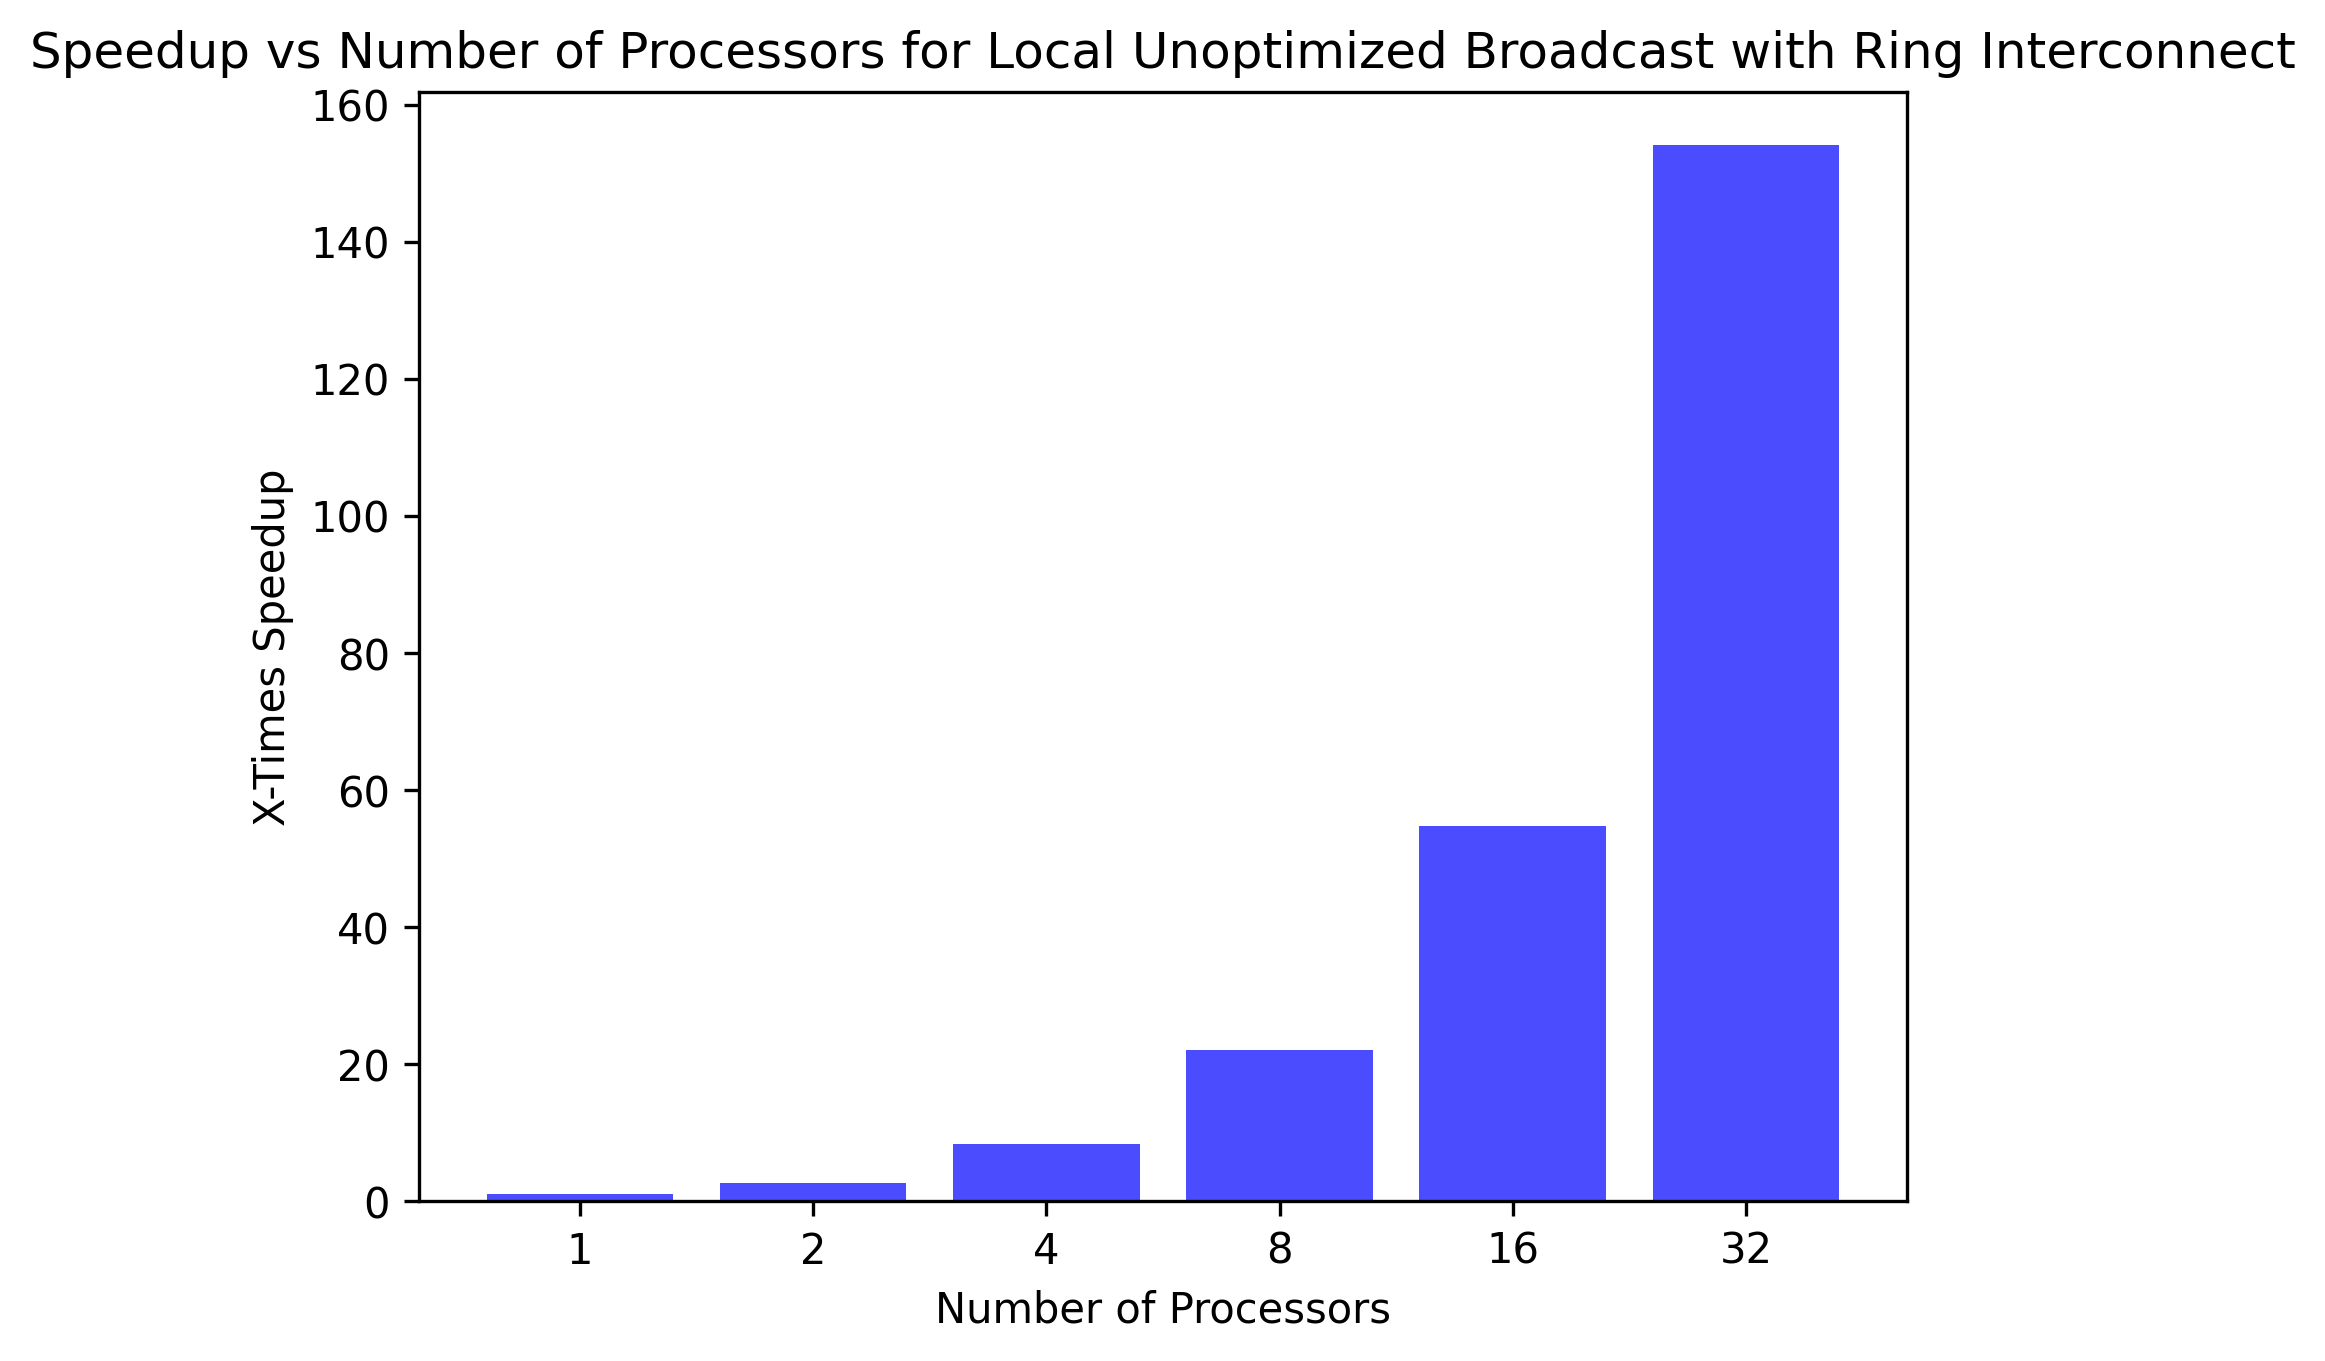 Speedup vs Number of Processors for Local Unoptimized Broadcast with Ring Interconnect
160
140
120
100
80
60
40
20
0
X-Times Speedup
1 2 4 8 16 32
Number of Processors